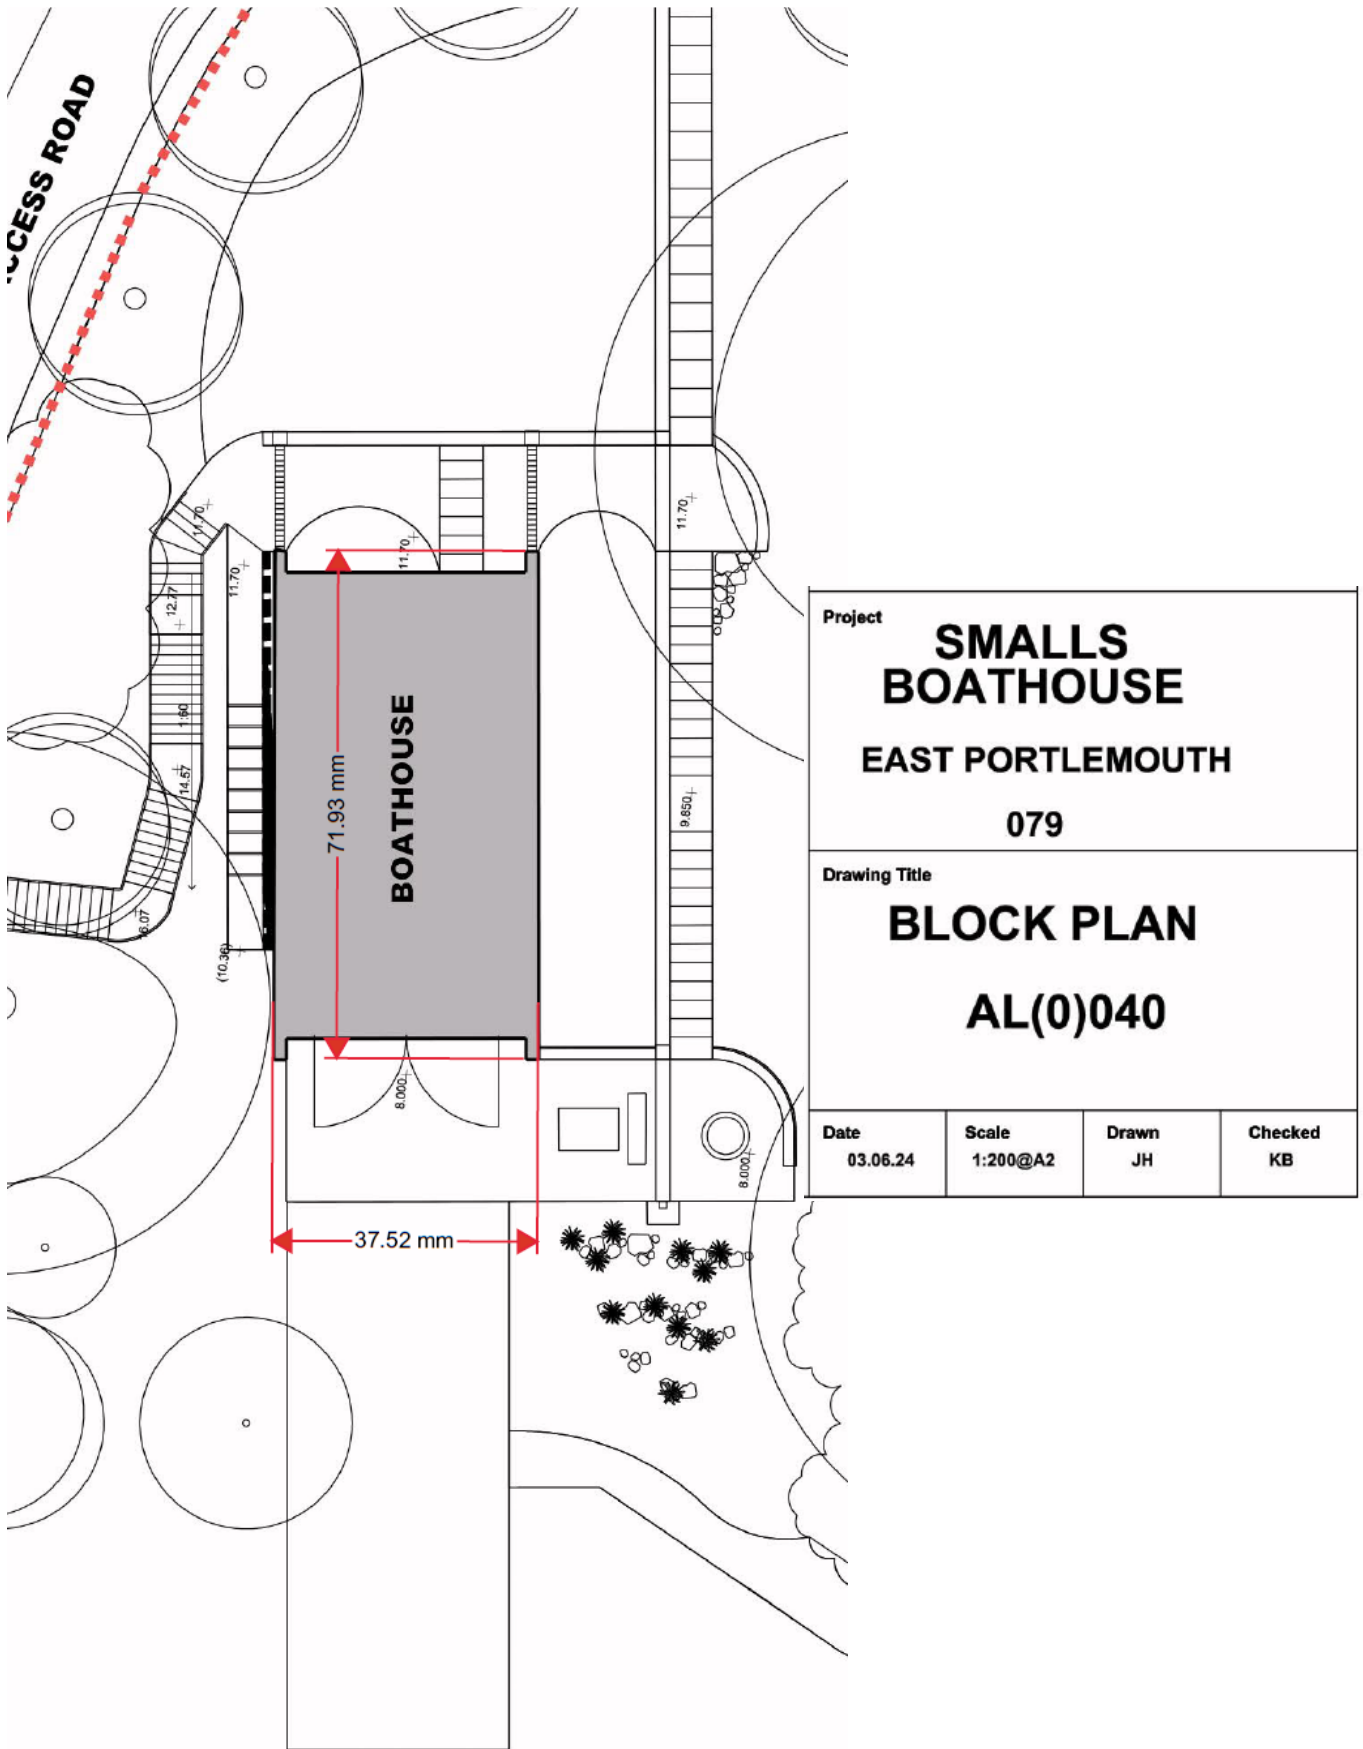 CCESS ROAD
11.70
11.70
11.70
11.70
12.77
1:60
14.57
16.07
(10.36)
71.93 mm
BOATHOUSE
9.850
8.000
8.000
37.52 mm
Project
SMALLS
BOATHOUSE
EAST PORTLEMOUTH
079
Drawing Title
BLOCK PLAN
AL(0)040
Date
03.06.24
Scale
1:200@A2
Drawn
JH
Checked
KB